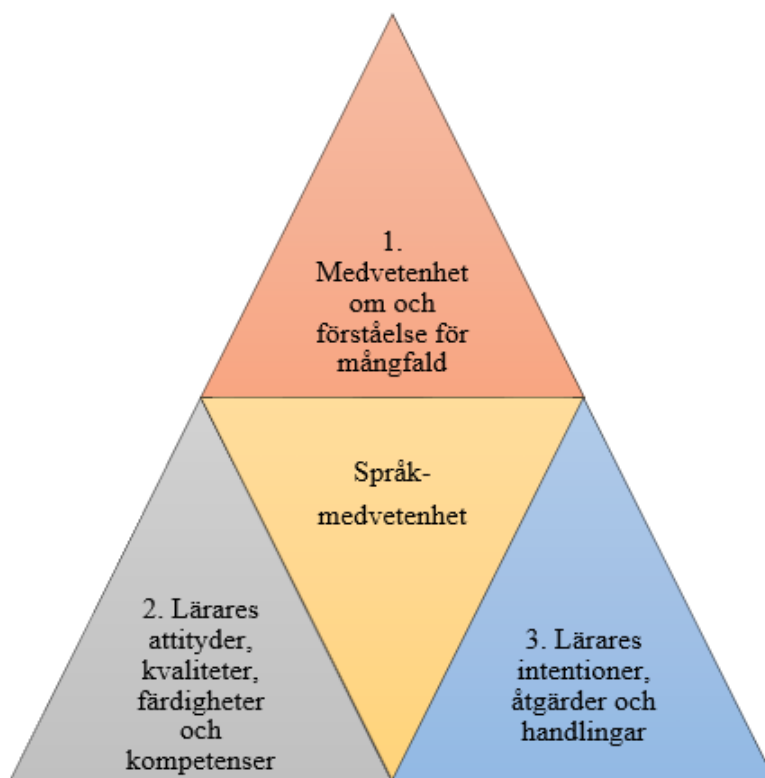 1.
Medvetenhet
om och
förståelse för
mångfald
Språk-
medvetenhet
2. Lärares
attityder,
kvaliteter,
färdigheter
och
kompetenser
3. Lärares
intentioner,
åtgärder och
handlingar